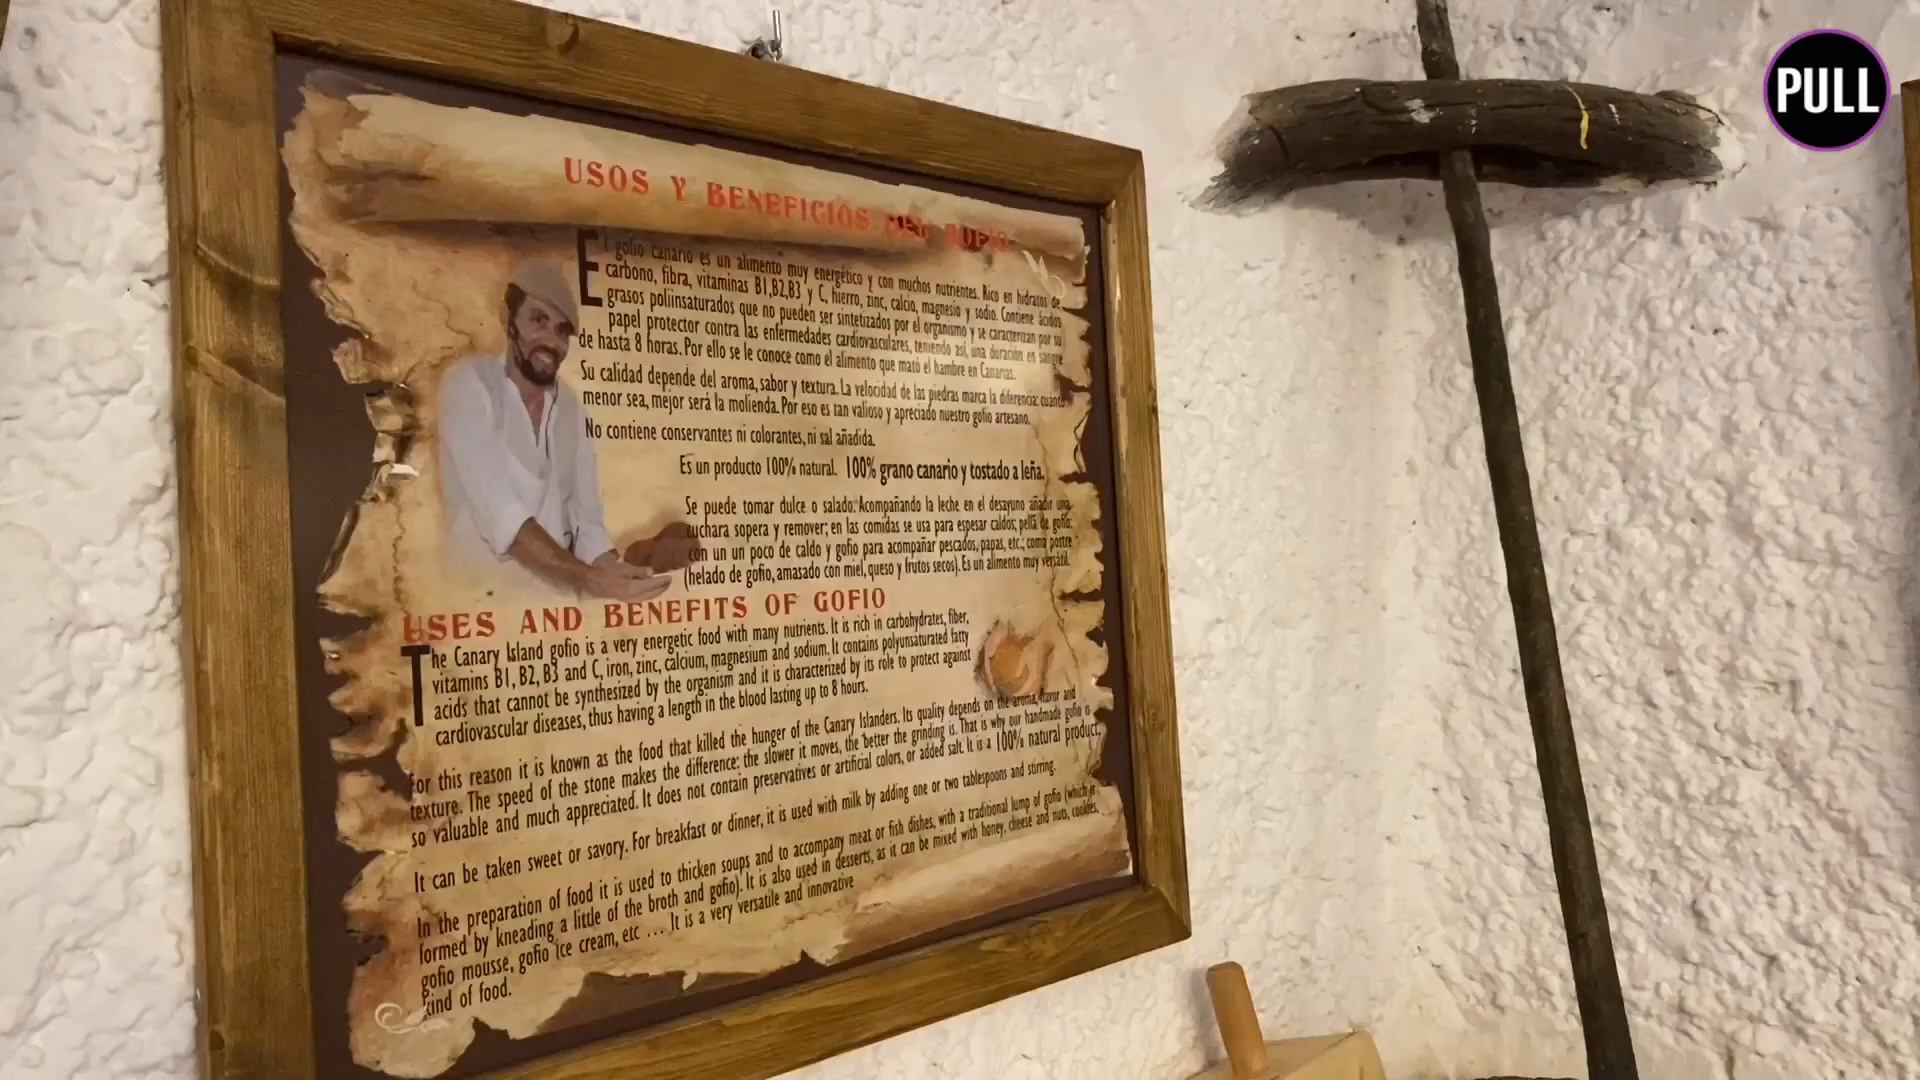 PULL
USOS Y BENEFICIOS DEL GOFIO
El gofio canario es un alimento muy energético y con muchos nutrientes. Rico en hidratos de
carbono, fibra, vitaminas B1,B2,B3 y C, hierro, zinc, calcio, magnesio y sodio. Contiene ácidos
grasos poliinsaturados que no pueden ser sintetizados por el organismo y se caracterizan por su
papel protector contra las enfermedades cardiovasculares, teniendo así, una duración en sangre
de hasta 8 horas. Por ello se le conoce como el alimento que mató el hambre en Canarias.
Su calidad depende del aroma, sabor y textura. La velocidad de las piedras marca la diferencia: cuánto
menor sea, mejor será la molienda. Por eso es tan valioso y apreciado nuestro gofio artesano.
No contiene conservantes ni colorantes, ni sal añadida.
Es un producto 100% natural. 100% grano canario y tostado a leña.
Se puede tomar dulce o salado: Acompañando la leche en el desayuno añadir una
cuchara sopera y remover; en las comidas se usa para espesar caldos; pella de gofio:
con un un poco de caldo y gofio para acompañar pescados, papas, etc.; como postre
(helado de gofio, amasado con miel, queso y frutos secos). Es un alimento muy versátil.
USES AND BENEFITS OF GOFIO
The Canary Island gofio is a very energetic food with many nutrients. It is rich in carbohydrates, fiber,
vitamins B1, B2, B3 and C, iron, zinc, calcium, magnesium and sodium. It contains polyunsaturated fatty
acids that cannot be synthesized by the organism and it is characterized by its role to protect against
cardiovascular diseases, thus having a length in the blood lasting up to 8 hours.
For this reason it is known as the food that killed the hunger of the Canary Islanders. Its quality depends on the aroma, flavor and
texture. The speed of the stone makes the difference: the slower it moves, the better the grinding is. That is why our handmade gofio is
so valuable and much appreciated. It does not contain preservatives or artificial colors, or added salt. It is a 100% natural product.
It can be taken sweet or savory. For breakfast or dinner, it is used with milk by adding one or two tablespoons and stirring.
In the preparation of food it is used to thicken soups and to accompany meat or fish dishes, with a traditional lump of gofio (which is
formed by kneading a little of the broth and gofio). It is also used in desserts, as it can be mixed with honey, cheese and nuts, cookies,
gofio mousse, gofio ice cream, etc ... It is a very versatile and innovative
kind of food.